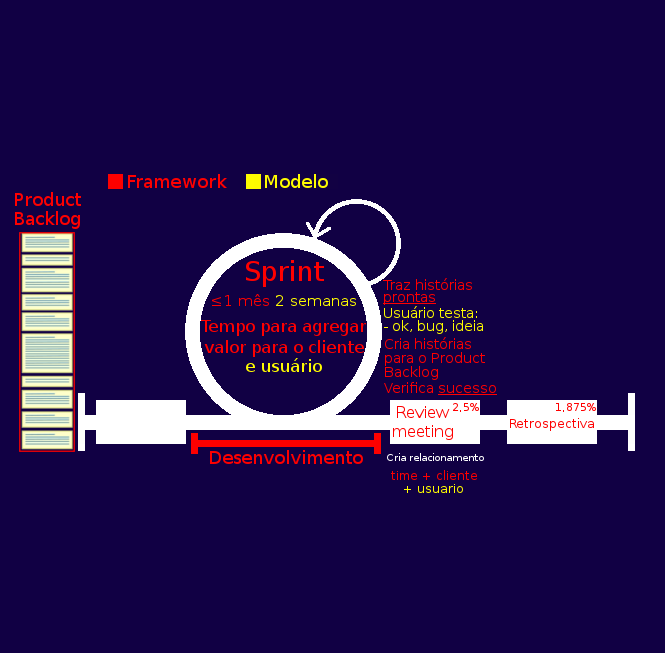 Framework
Modelo
Product
Backlog
Sprint
≤1 mês 2 semanas
Tempo para agregar
valor para o cliente
e usuário
Traz histórias
prontas
Usuário testa:
- ok, bug, ideia
Cria histórias
para o Product
Backlog
Verifica sucesso
Review 2,5%
meeting
1,875%
Retrospectiva
Desenvolvimento
Cria relacionamento
time + cliente
+ usuario